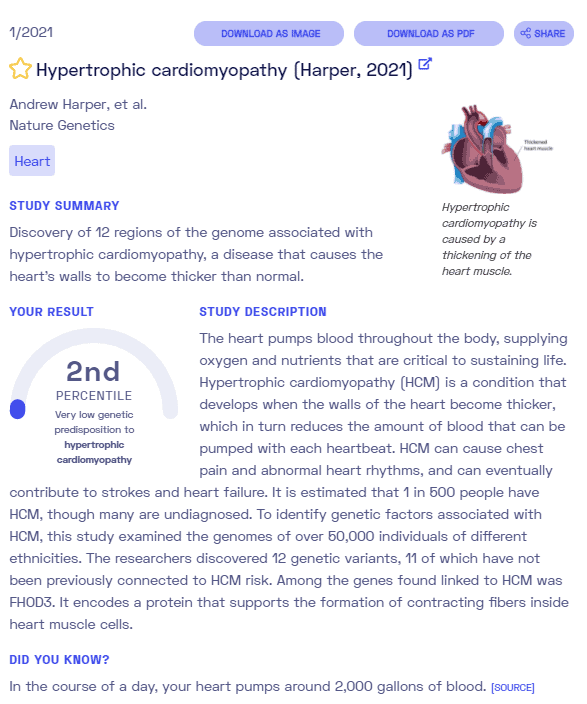 1/2021
DOWNLOAD AS IMAGE
DOWNLOAD AS PDF
SHARE
Hypertrophic cardiomyopathy (Harper, 2021)
Andrew Harper, et al.
Nature Genetics
Heart
Thickened
heart muscle
Hypertrophic
cardiomyopathy is
caused by a
thickening of the
heart muscle.
STUDY SUMMARY
Discovery of 12 regions of the genome associated with
hypertrophic cardiomyopathy, a disease that causes the
heart's walls to become thicker than normal.
YOUR RESULT
2nd
PERCENTILE
Very low genetic
predisposition to
hypertrophic
cardiomyopathy
STUDY DESCRIPTION
The heart pumps blood throughout the body, supplying
oxygen and nutrients that are critical to sustaining life.
Hypertrophic cardiomyopathy (HCM) is a condition that
develops when the walls of the heart become thicker,
which in turn reduces the amount of blood that can be
pumped with each heartbeat. HCM can cause chest
pain and abnormal heart rhythms, and can eventually
contribute to strokes and heart failure. It is estimated that 1 in 500 people have
HCM, though many are undiagnosed. To identify genetic factors associated with
HCM, this study examined the genomes of over 50,000 individuals of different
ethnicities. The researchers discovered 12 genetic variants, 11 of which have not
been previously connected to HCM risk. Among the genes found linked to HCM was
FHOD3. It encodes a protein that supports the formation of contracting fibers inside
heart muscle cells.
DID YOU KNOW?
In the course of a day, your heart pumps around 2,000 gallons of blood. [SOURCE]